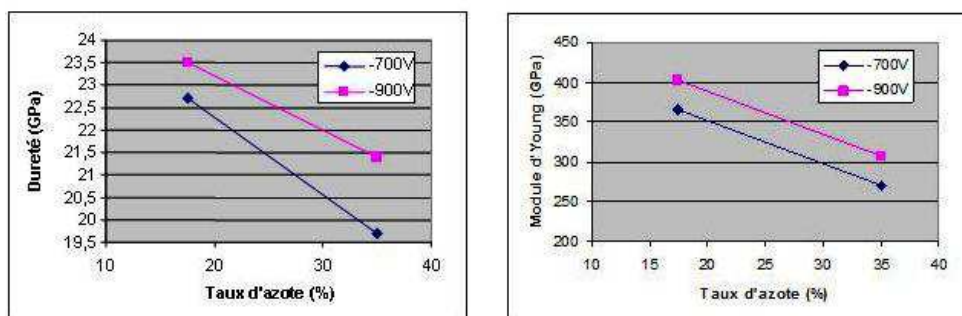 24
23,5
23
22,5
22
21,5
21
20,5
20
19,5
Dureté (GPa)
-700V
-900V
10 20 30 40
Taux d'azote (%)
450
400
350
300
250
200
Module d'Young (GPa)
-700V
-900V
10 15 20 25 30 35 40
Taux d'azote (%)